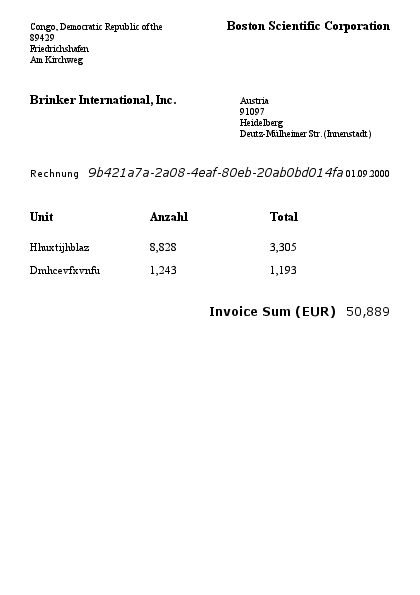 Congo, Democratic Republic of the
89429
Friedrichshafen
Am Kirchweg
Boston Scientific Corporation
Brinker International, Inc.
Austria
91097
Heidelberg
Deutz-Mülheimer Str. (Innenstadt)
Rechnung 9b421a7a-2a08-4eaf-80eb-20ab0bd014fa 01.09.2000
Unit Anzahl Total
Hhuxtijhblaz 8,828 3,305
Dmhcevfxvnfu 1,243 1,193
Invoice Sum (EUR) 50,889